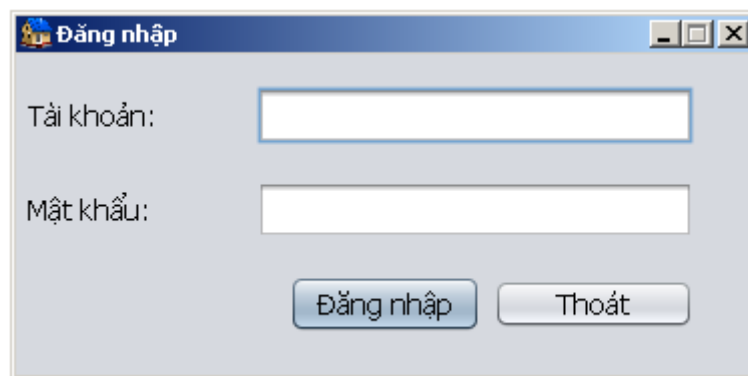 Đăng nhập
Tài khoản:
Mật khẩu:
Đăng nhập Thoát